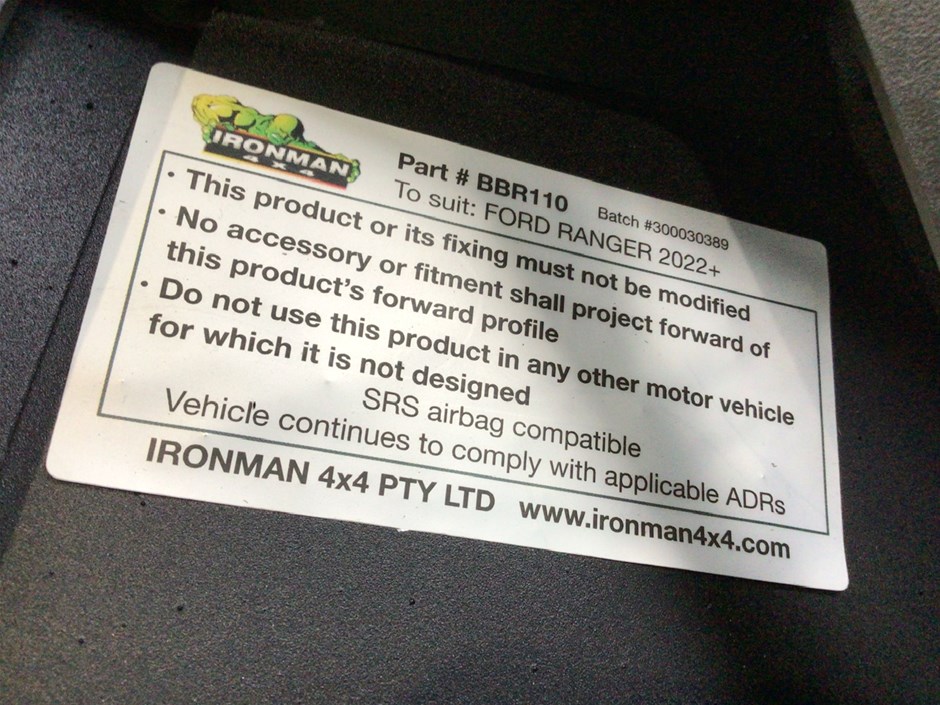 IRONMAN
4X4
Part # BBR110
Batch #300030389
To suit: FORD RANGER 2022+
• This product or its fixing must not be modified
• No accessory or fitment shall project forward of
this product's forward profile
• Do not use this product in any other motor vehicle
for which it is not designed
SRS airbag compatible
Vehicle continues to comply with applicable ADRs
IRONMAN 4x4 PTY LTD www.ironman4x4.com